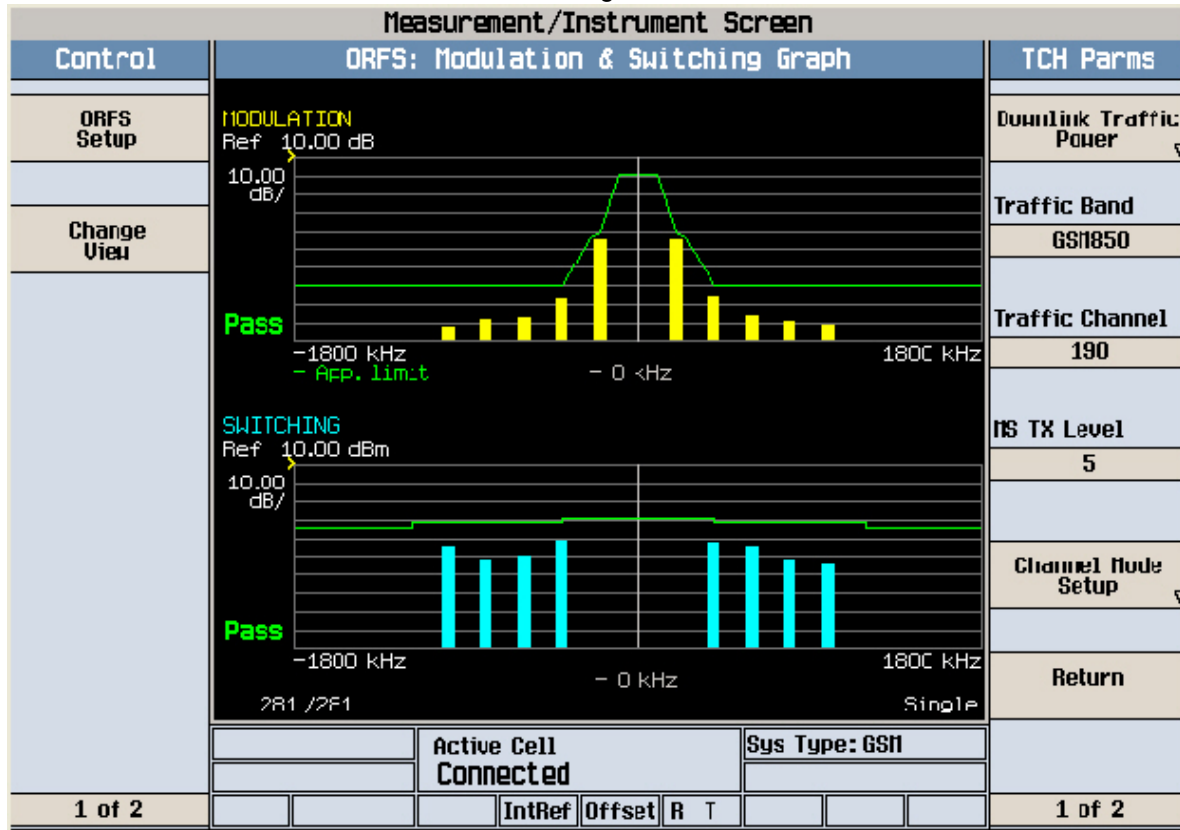 Measurement/Instrument Screen
Control
ORFS: Modulation & Switching Graph
TCH Parms
ORFS
Setup
Change
View
MODULATION
Ref 10.00 dB
10.00
dB/
Pass
-1800 kHz
1800 kHz
- App. limit
- 0 kHz
SWITCHING
Ref 10.00 dBm
10.00
dB/
Pass
-1800 kHz
1800 kHz
- 0 kHz
Single
Downlink Traffic
Power
Traffic Band
GSM850
Traffic Channel
190
MS TX Level
5
Channel Mode
Setup
Return
Active Cell
Connected
Sys Type: GSM
1 of 2
IntRef
Offset
R T
1 of 2